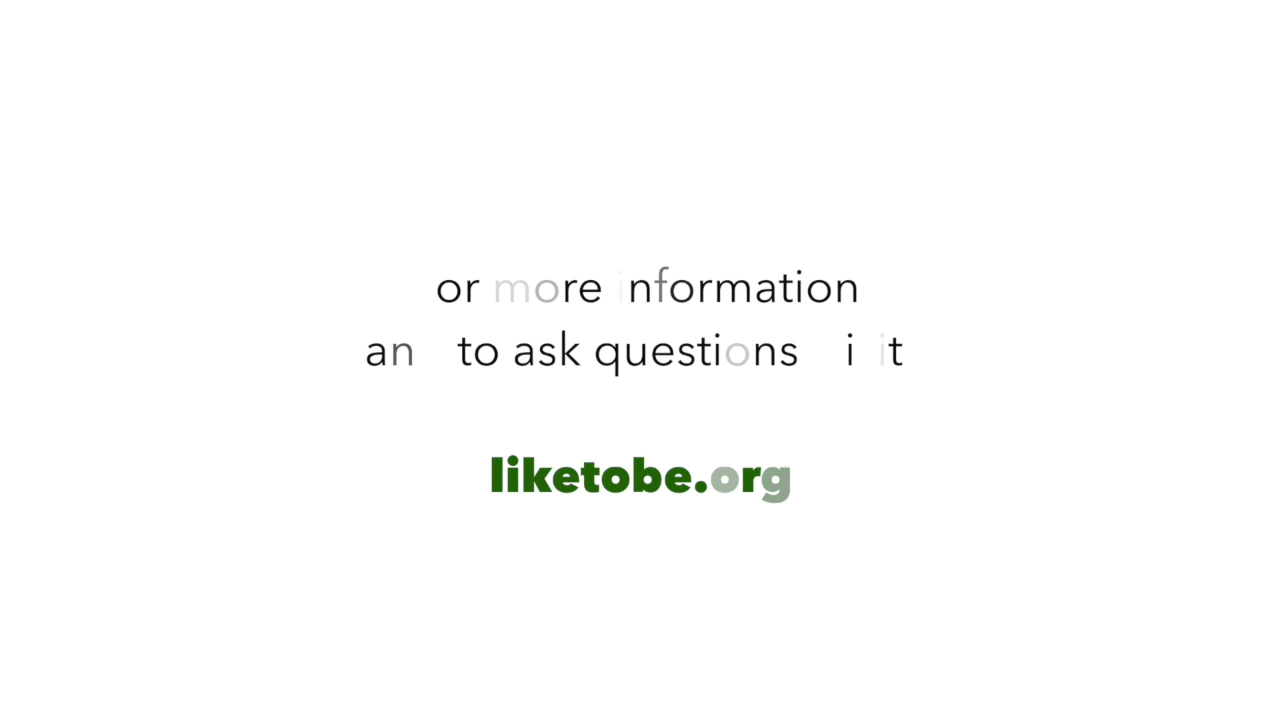 or more information
an to ask questions i it
liketobe.org